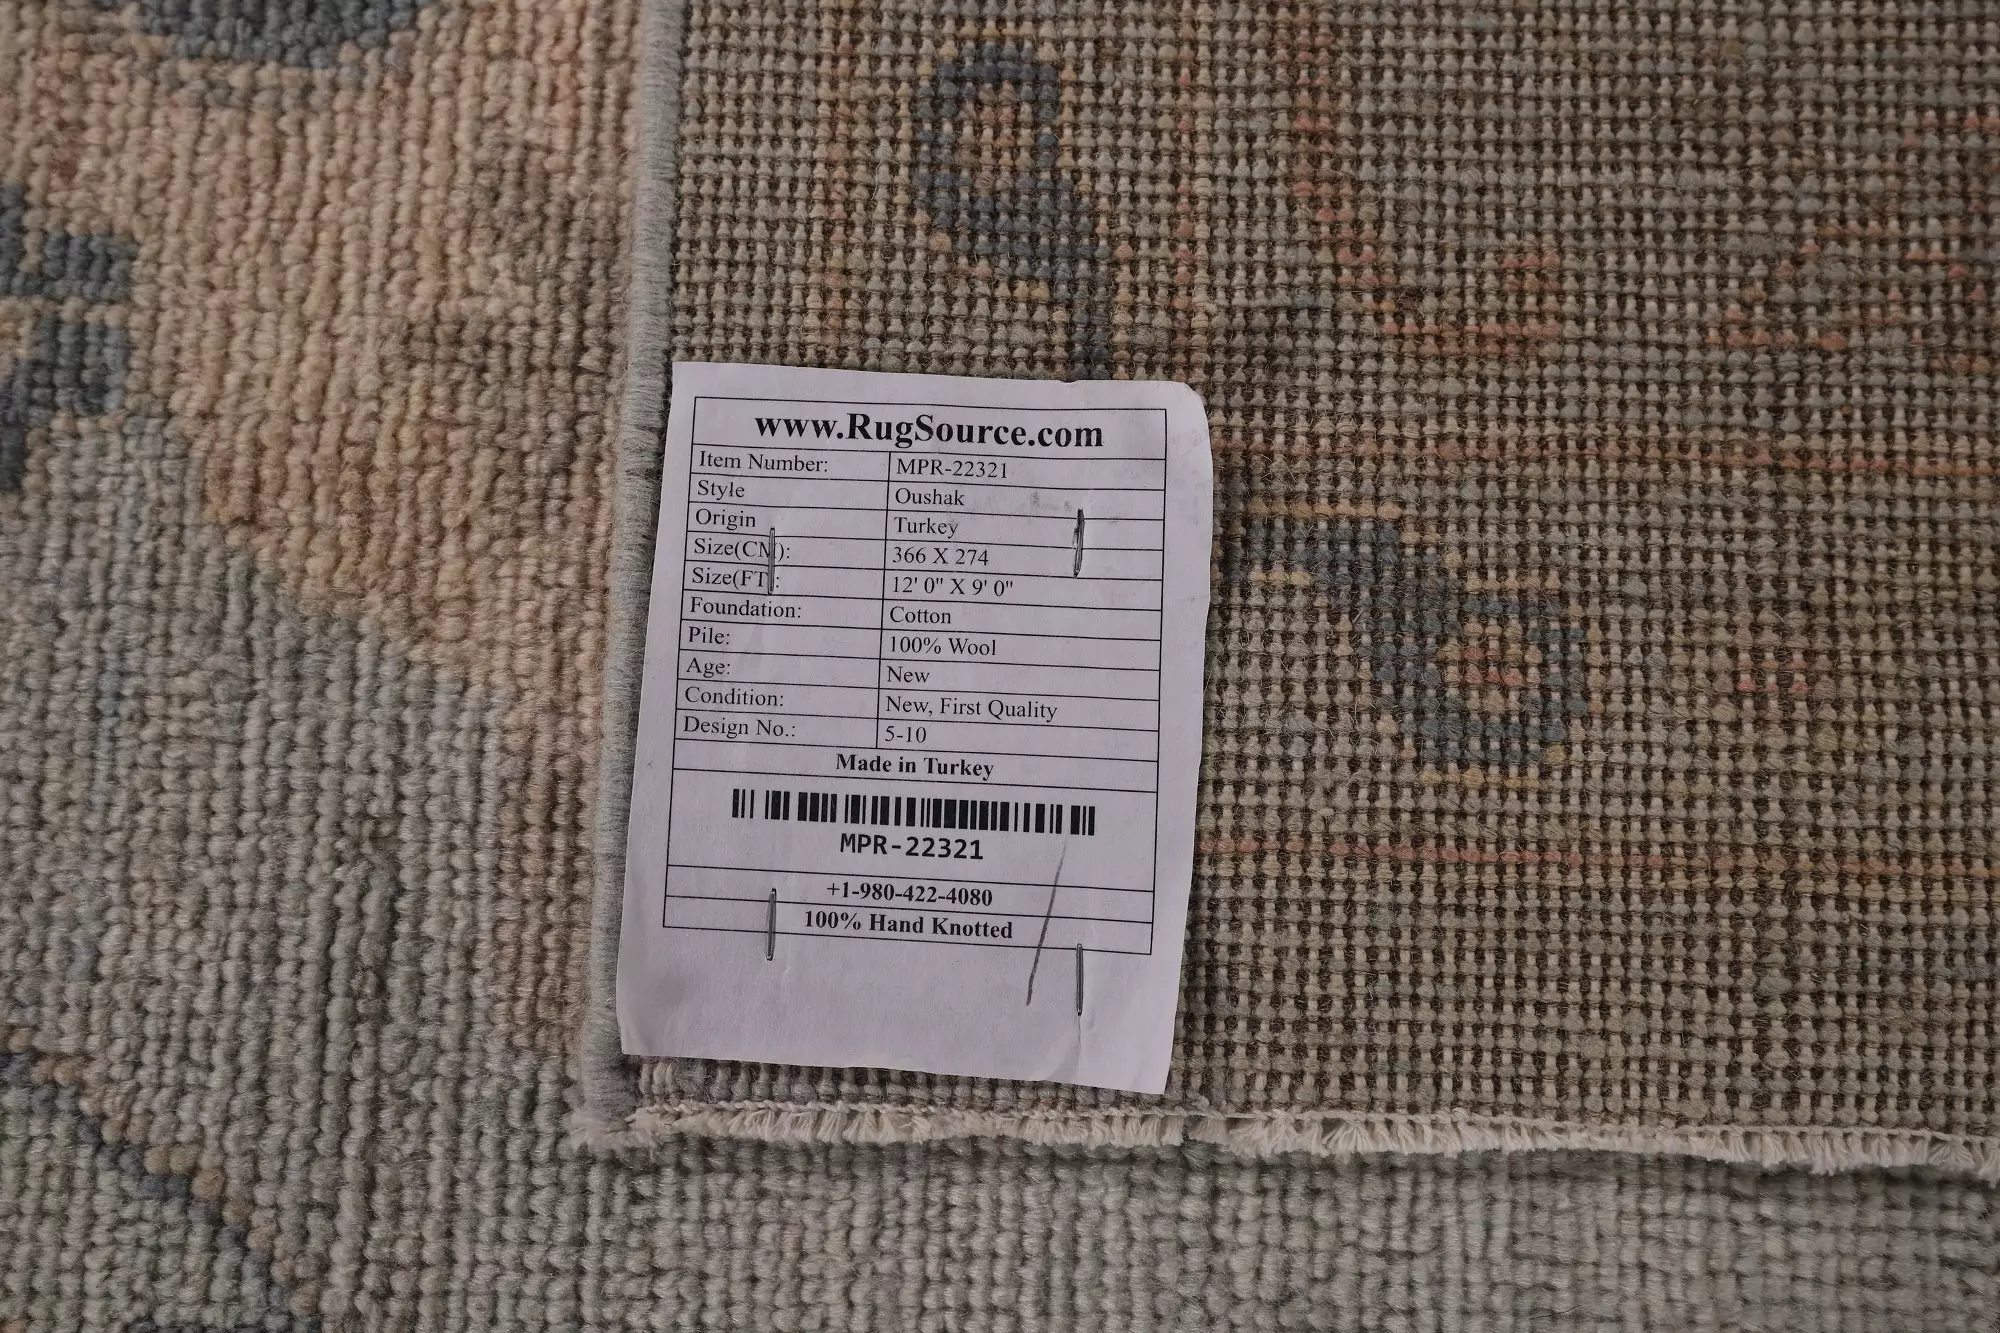 www.RugSource.com
Item Number: MPR-22321
Style Oushak
Origin Turkey
Size(CM): 366 X 274
Size(FT): 12' 0" X 9' 0"
Foundation: Cotton
Pile: 100% Wool
Age: New
Condition: New, First Quality
Design No.: 5-10
Made in Turkey
MPR-22321
+1-980-422-4080
100% Hand Knotted